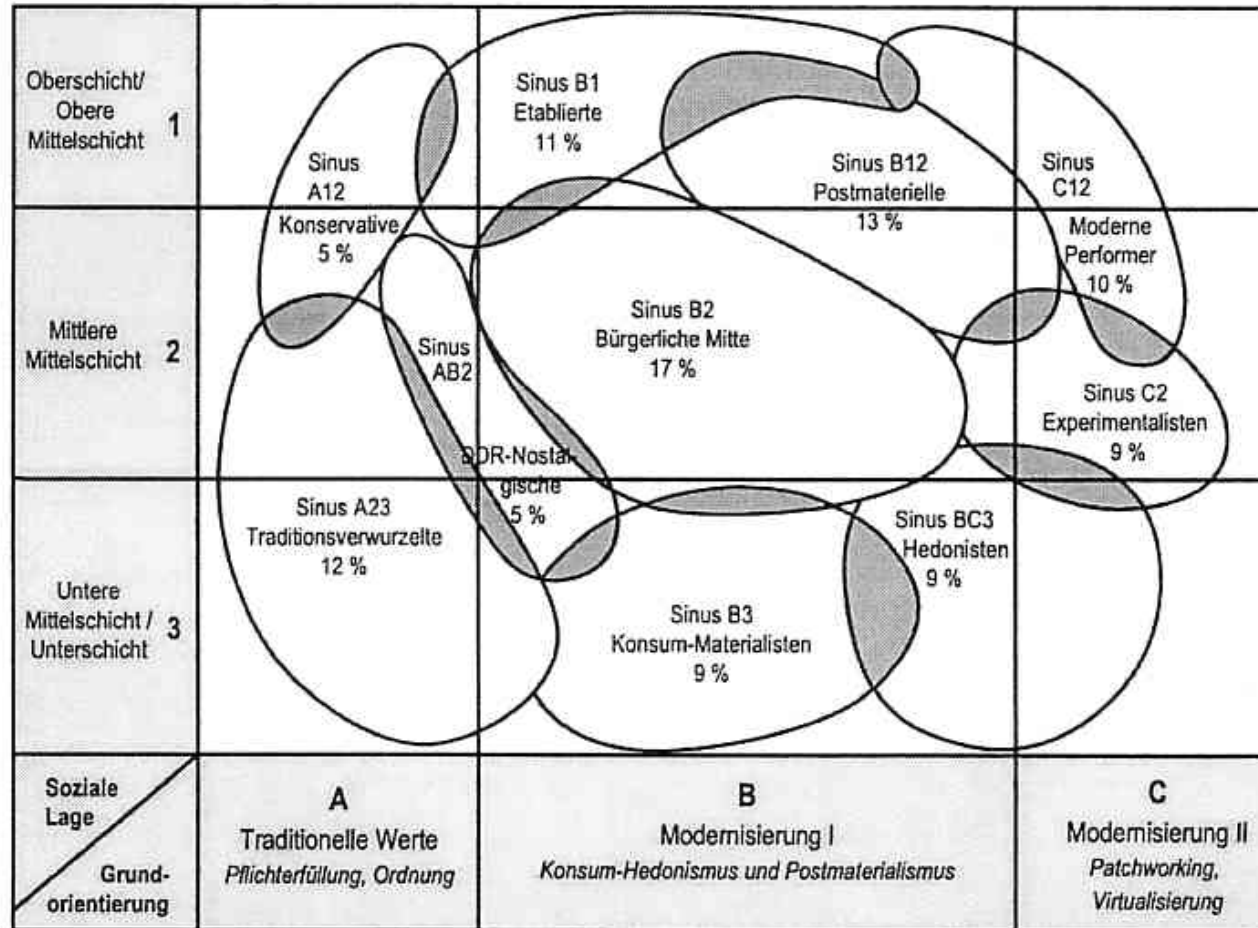 Oberschicht/
Obere
Mittelschicht
1
Mittlere
Mittelschicht
2
Untere
Mittelschicht /
Unterschicht
3
Sinus
A12
Konservative
5 %
Sinus B1
Etablierte
11 %
Sinus B12
Postmaterielle
13 %
Sinus
C12
Moderne
Performer
10 %
Sinus
AB2
DDR-Nostal-
gische
5 %
Sinus B2
Bürgerliche Mitte
17 %
Sinus C2
Experimentalisten
9 %
Sinus A23
Traditionsverwurzelte
12 %
Sinus B3
Konsum-Materialisten
9 %
Sinus BC3
Hedonisten
9 %
Soziale
Lage
Grund-
orientierung
A
Traditionelle Werte
Pflichterfüllung, Ordnung
B
Modernisierung I
Konsum-Hedonismus und Postmaterialismus
C
Modernisierung II
Patchworking,
Virtualisierung